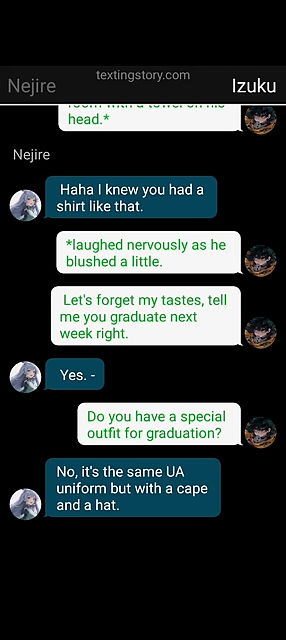 textingstory.com
Nejire
Izuku
room with a towel on his
head.*
Nejire
Haha I knew you had a
shirt like that.
*laughed nervously as he
blushed a little.
Let's forget my tastes, tell
me you graduate next
week right.
Yes. -
Do you have a special
outfit for graduation?
No, it's the same UA
uniform but with a cape
and a hat.